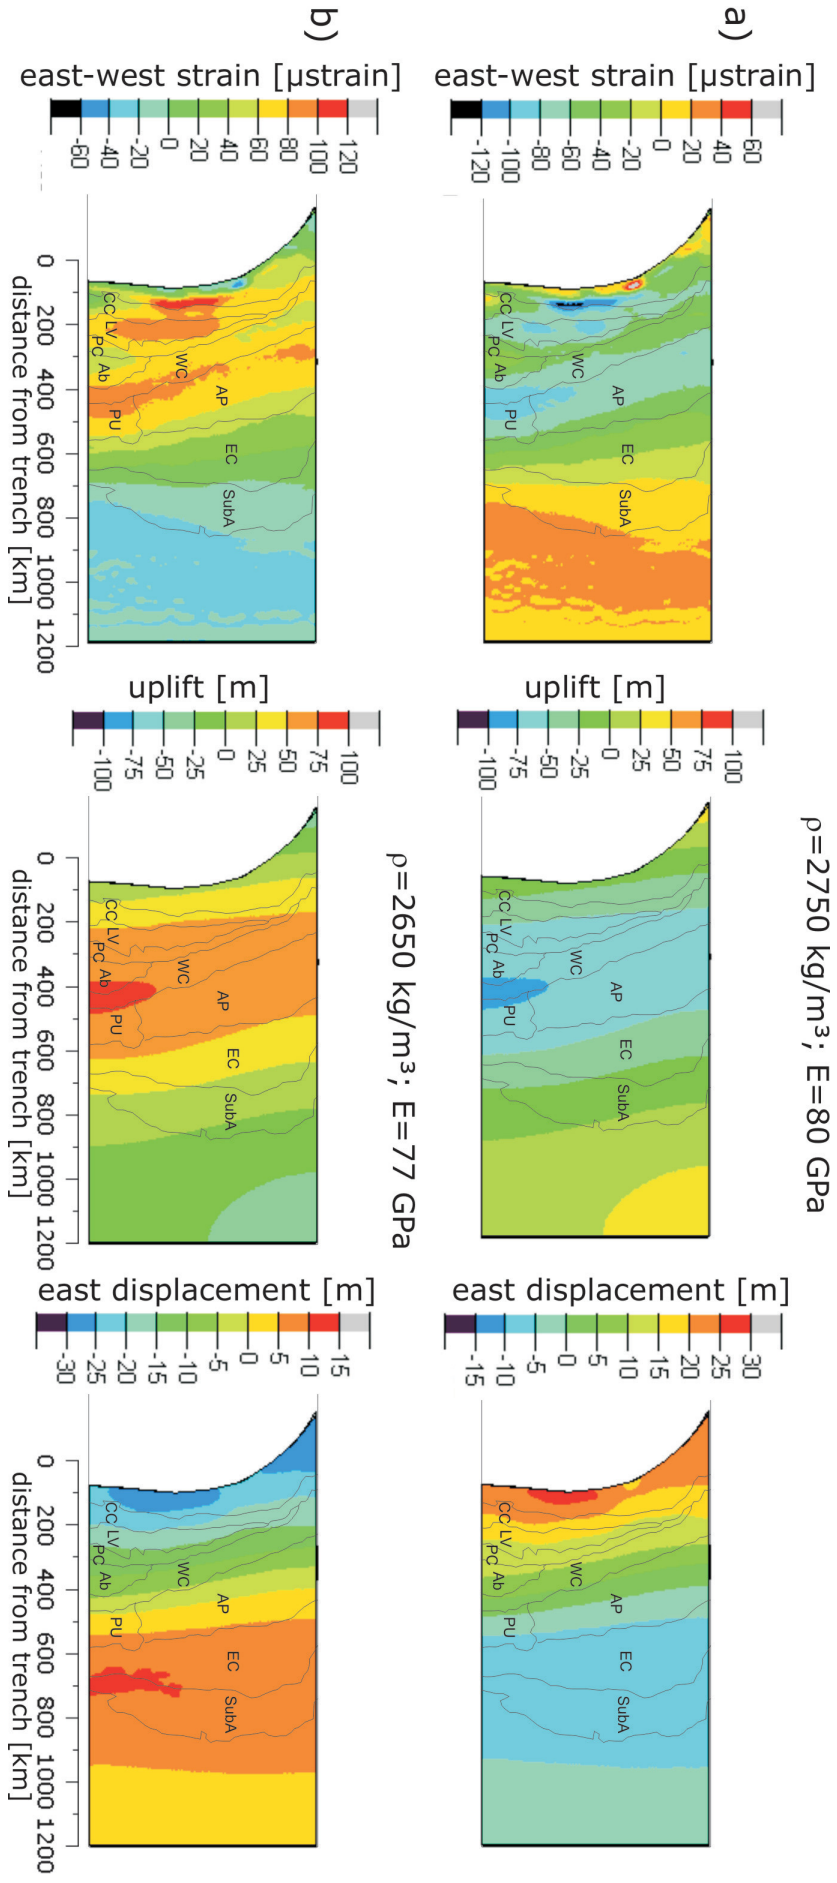 a)
ρ=2750 kg/m³; E=80 GPa
east-west strain [µstrain]
-120 -100 -80 -60 -40 -20 0 20 40 60
CC LV PC Ab WC PU AP EC SubA
uplift [m]
-100 -75 -50 -25 0 25 50 75 100
CC LV PC Ab WC PU AP EC SubA
east displacement [m]
-15 -10 -5 0 5 10 15 20 25 30
CC LV PC Ab WC PU AP EC SubA
b)
ρ=2650 kg/m³; E=77 GPa
east-west strain [µstrain]
-60 -40 -20 0 20 40 60 80 100 120
CC LV PC Ab WC PU AP EC SubA
0 200 400 600 800 1000 1200
distance from trench [km]
uplift [m]
-100 -75 -50 -25 0 25 50 75 100
CC LV PC Ab WC PU AP EC SubA
0 200 400 600 800 1000 1200
distance from trench [km]
east displacement [m]
-30 -25 -20 -15 -10 -5 0 5 10 15
CC LV PC Ab WC PU AP EC SubA
0 200 400 600 800 1000 1200
distance from trench [km]